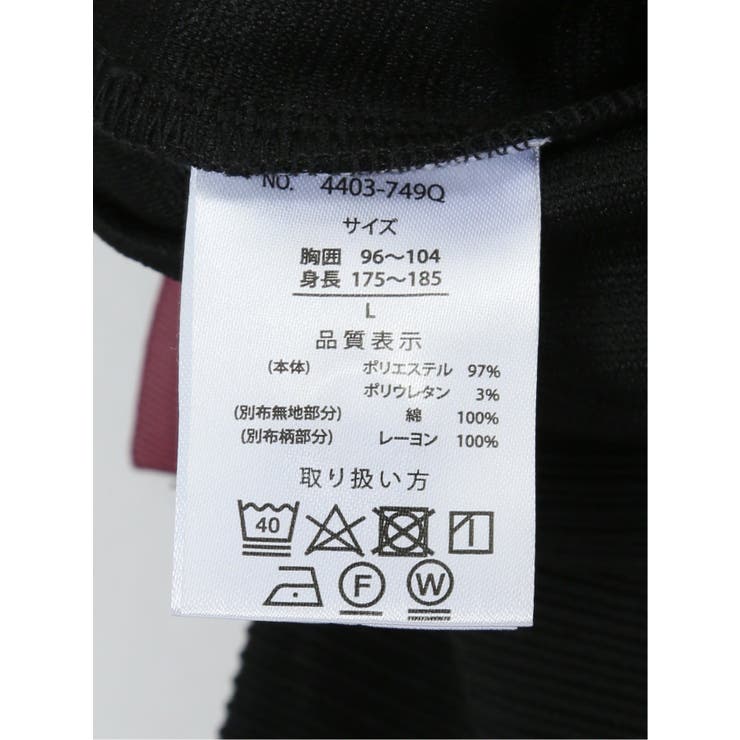 NO. 4403-749Q
サイズ
胸囲 96～104
身長 175～185
L
品質表示
(本体) ポリエステル 97%
ポリウレタン 3%
(別布無地部分) 綿 100%
(別布柄部分) レーヨン 100%
取り扱い方
40
F W